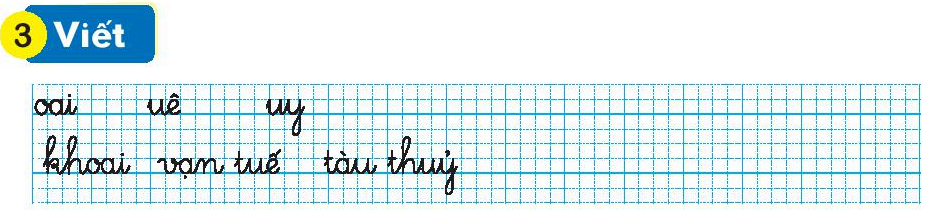 3 Viết
oai uê uy
khoai vạn tuế tàu thuỷ